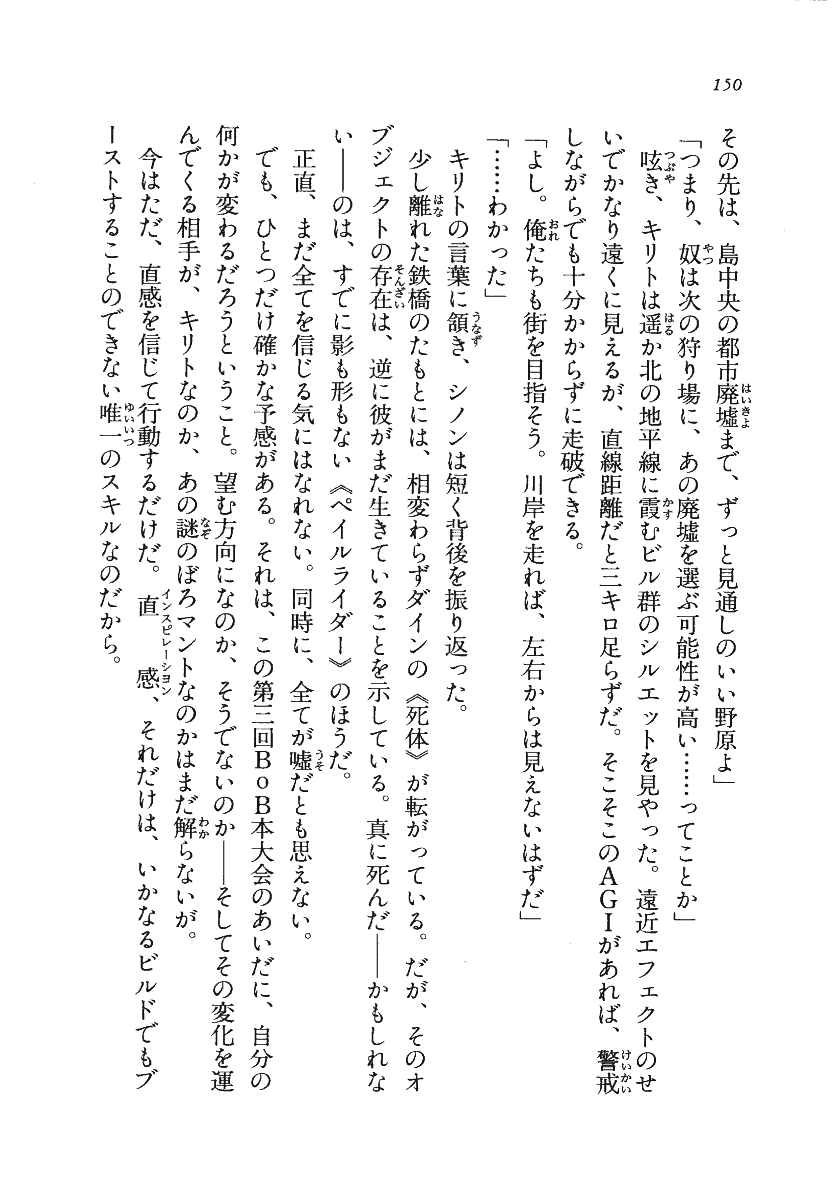 150
その先は、島中央の都市廃墟まで、ずっと見通しのいい野原よ」
「つまり、奴は次の狩り場に、あの廃墟を選ぶ可能性が高い……ってことか」
呟き、キリトは遥か北の地平線に霞むビル群のシルエットを見やった。遠近エフェクトのせ
いでかなり遠くに見えるが、直線距離だと三キロ足らずだ。そこそこのAGIがあれば、警戒
しながらでも十分かからずに走破できる。
「よし。俺たちも街を目指そう。川岸を走れば、左右からは見えないはずだ」
「……わかった」
キリトの言葉に頷き、シノンは短く背後を振り返った。
少し離れた鉄橋のたもとには、相変わらずダインの《死体》が転がっている。だが、そのオ
ブジェクトの存在は、逆に彼がまだ生きていることを示している。真に死んだ――かもしれな
い――のは、すでに影も形もない《ペイルライダー》のほうだ。
正直、まだ全てを信じる気にはなれない。同時に、全てが嘘だとも思えない。
でも、ひとつだけ確かな予感がある。それは、この第三回BoB本大会のあいだに、自分の
何かが変わるだろうということ。望む方向になのか、そうでないのか――そしてその変化を運
んでくる相手が、キリトなのか、あの謎のぼろマントなのかはまだ解らないが。
今はただ、直感を信じて行動するだけだ。直感、それだけは、いかなるビルドでもブ
ーストすることのできない唯一のスキルなのだから。